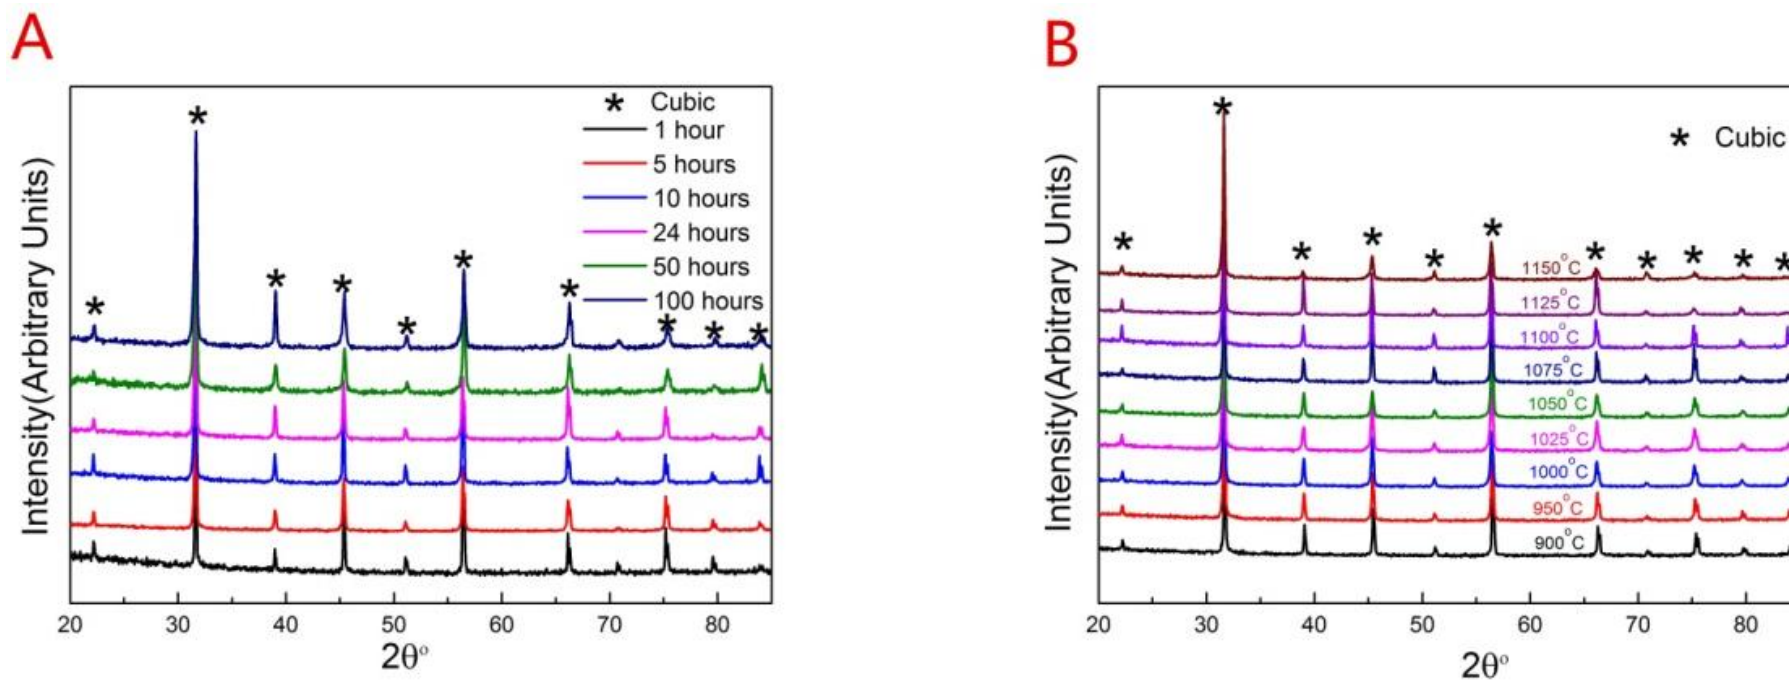 A
* Cubic
1 hour
5 hours
10 hours
24 hours
50 hours
100 hours
Intensity(Arbitrary Units)
20 30 40 50 60 70 80
2θ°
B
* Cubic
1150°C
1125°C
1100°C
1075°C
1050°C
1025°C
1000°C
950°C
900°C
Intensity(Arbitrary Units)
20 30 40 50 60 70 80
2θ°